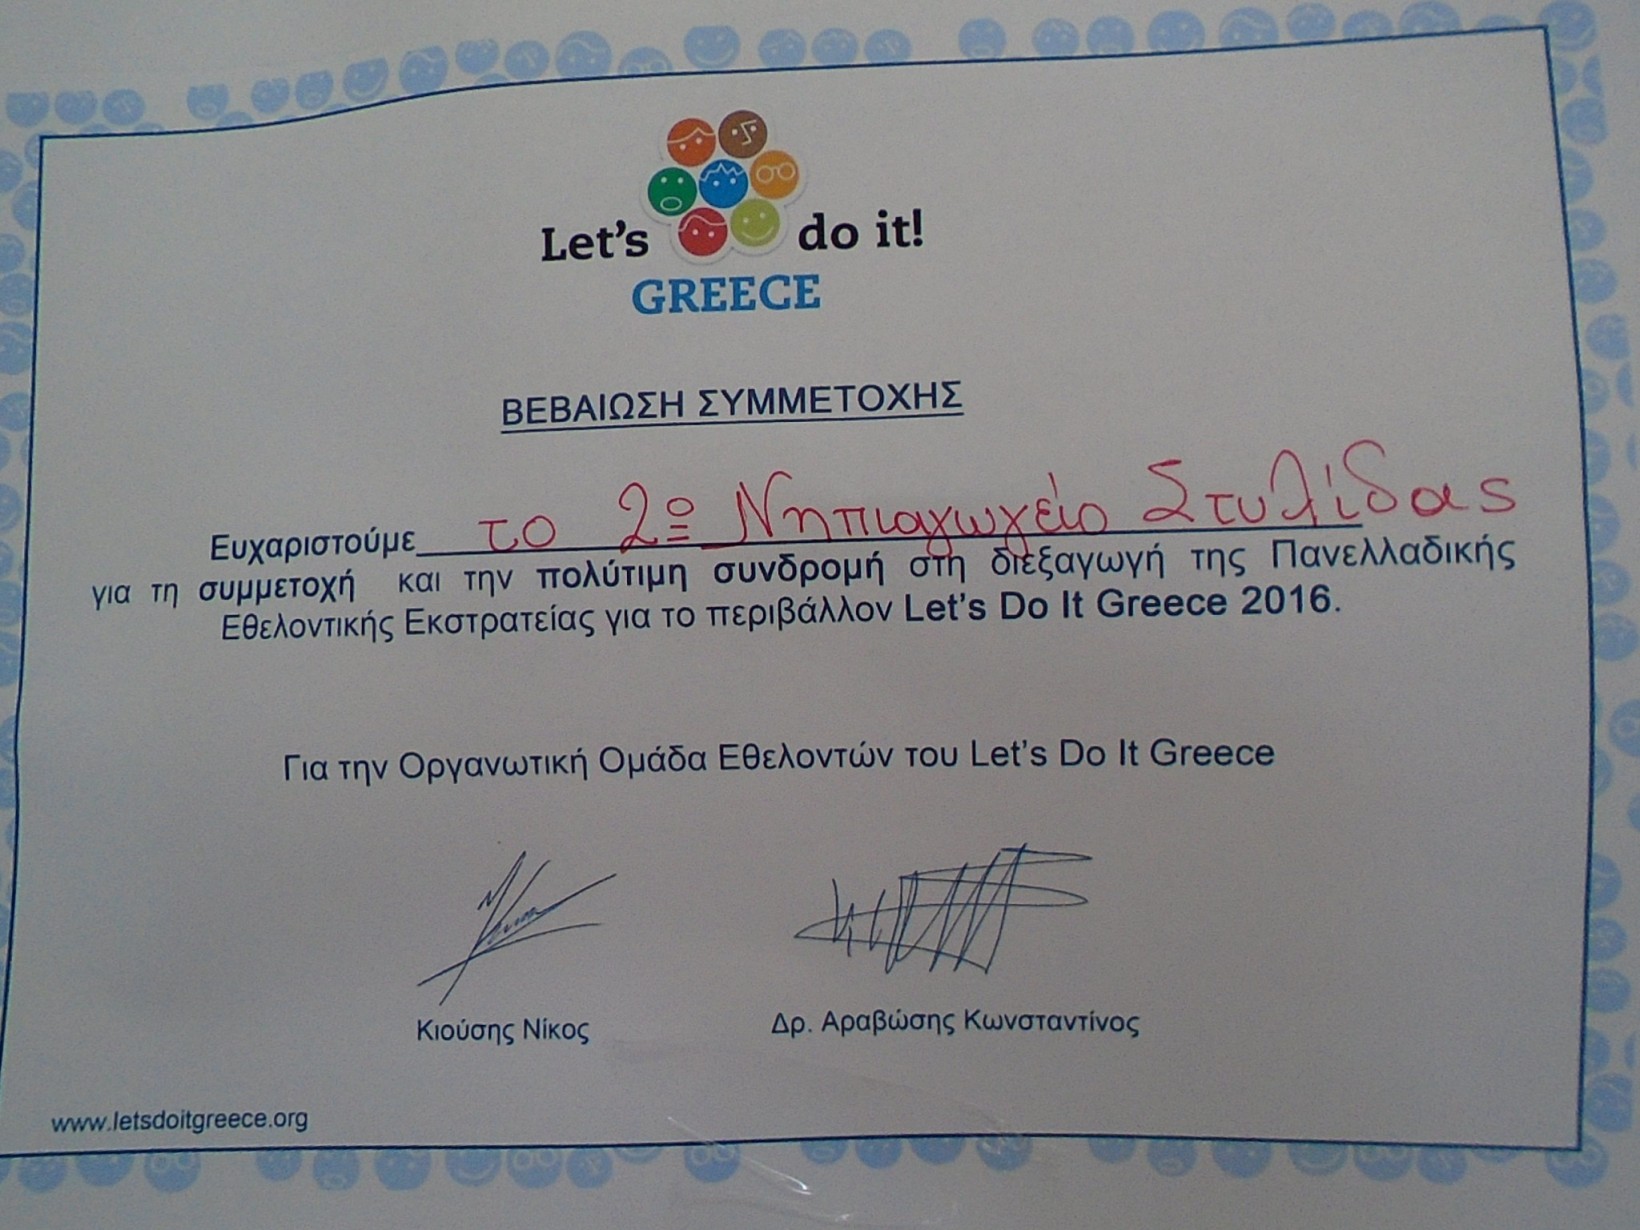 Let's do it!
GREECE
ΒΕΒΑΙΩΣΗ ΣΥΜΜΕΤΟΧΗΣ
Ευχαριστούμε το 2ο Νηπιαγωγείο Στυλίδας
για τη συμμετοχή και την πολύτιμη συνδρομή στη διεξαγωγή της Πανελλαδικής
Εθελοντικής Εκστρατείας για το περιβάλλον Let's Do It Greece 2016.
Για την Οργανωτική Ομάδα Εθελοντών του Let's Do It Greece
Κιούσης Νίκος Δρ. Αραβώσης Κωνσταντίνος
www.letsdoitgreece.org